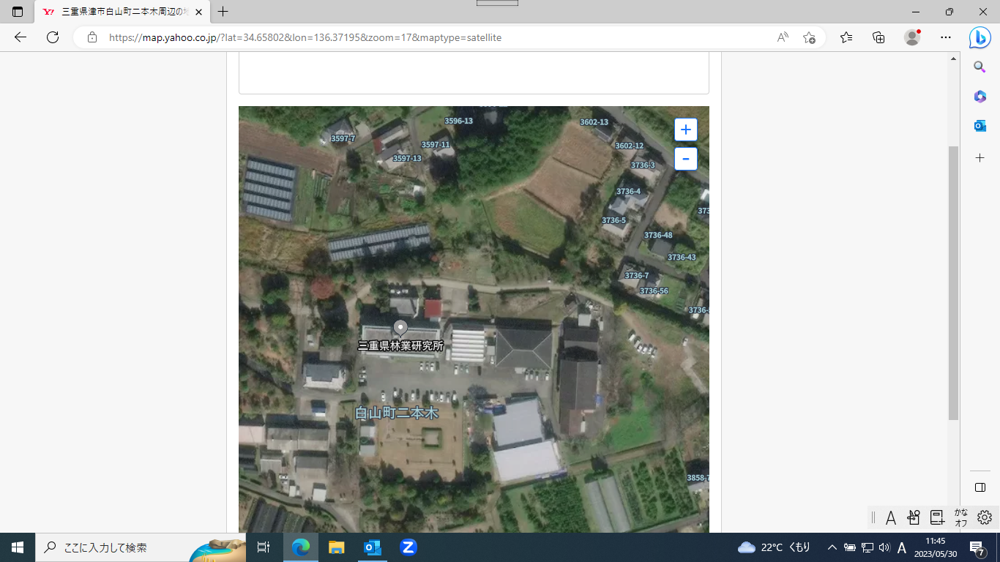 三重県津市白山町二本木周辺の地
https://map.yahoo.co.jp/?lat=34.65802&lon=136.37195&zoom=17&maptype=satellite
3596-13
3602-13
3597-7
3597-11
3602-12
3597-13
3736-3
3736-4
3736-5
3736-48
3736-43
3736-7
3736-56
三重県林業研究所
白山町二本木
3858-7
A
かな
オフ
ここに入力して検索
22°C くもり
A
11:45
2023/05/30
7